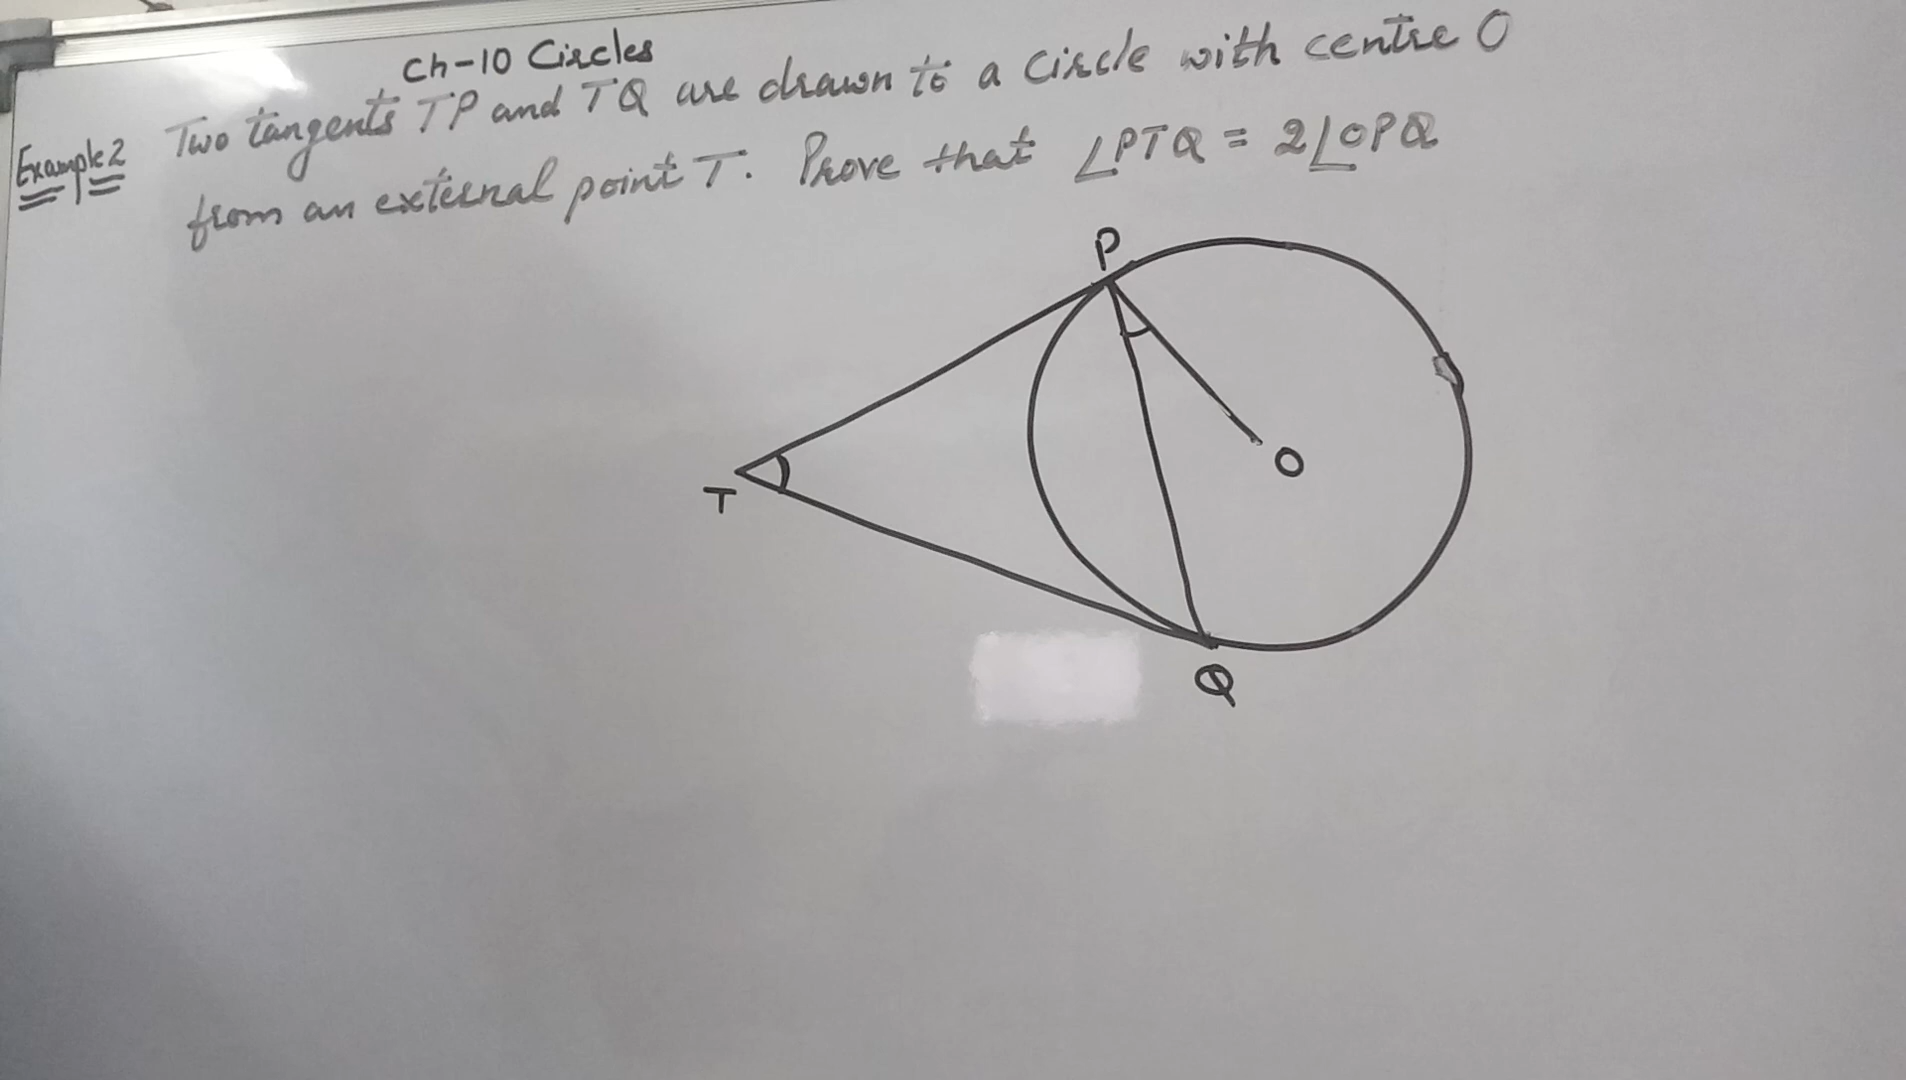 Ch-10 Circles
Example 2 Two tangents TP and TQ are drawn to a circle with centre O
from an external point T. Prove that ∠PTQ = 2∠OPQ
P
T
O
Q